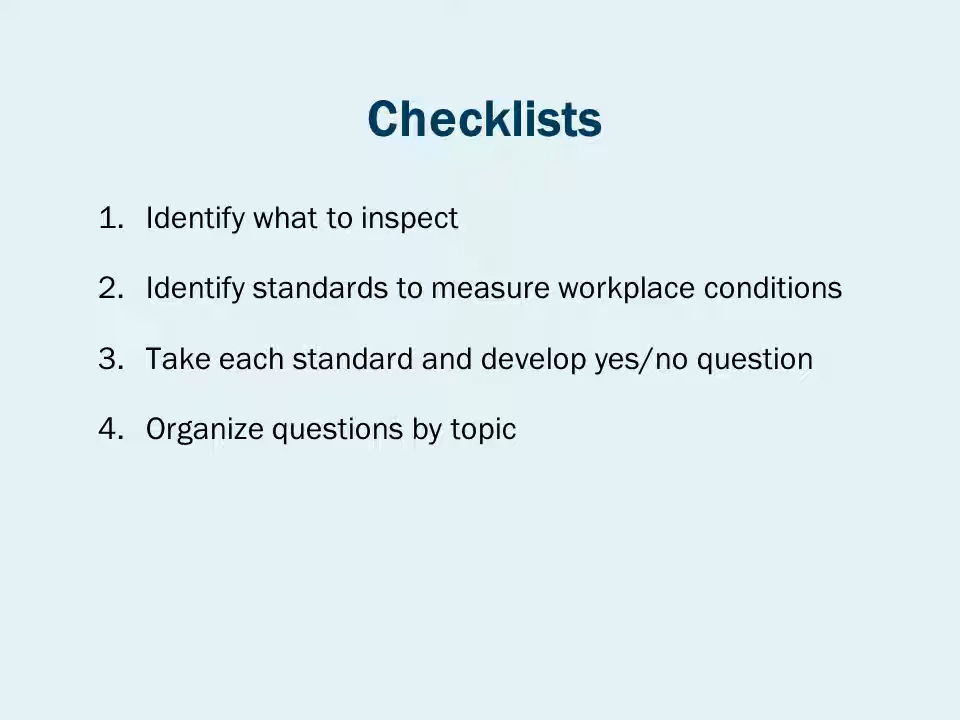 Checklists
1. Identify what to inspect
2. Identify standards to measure workplace conditions
3. Take each standard and develop yes/no question
4. Organize questions by topic